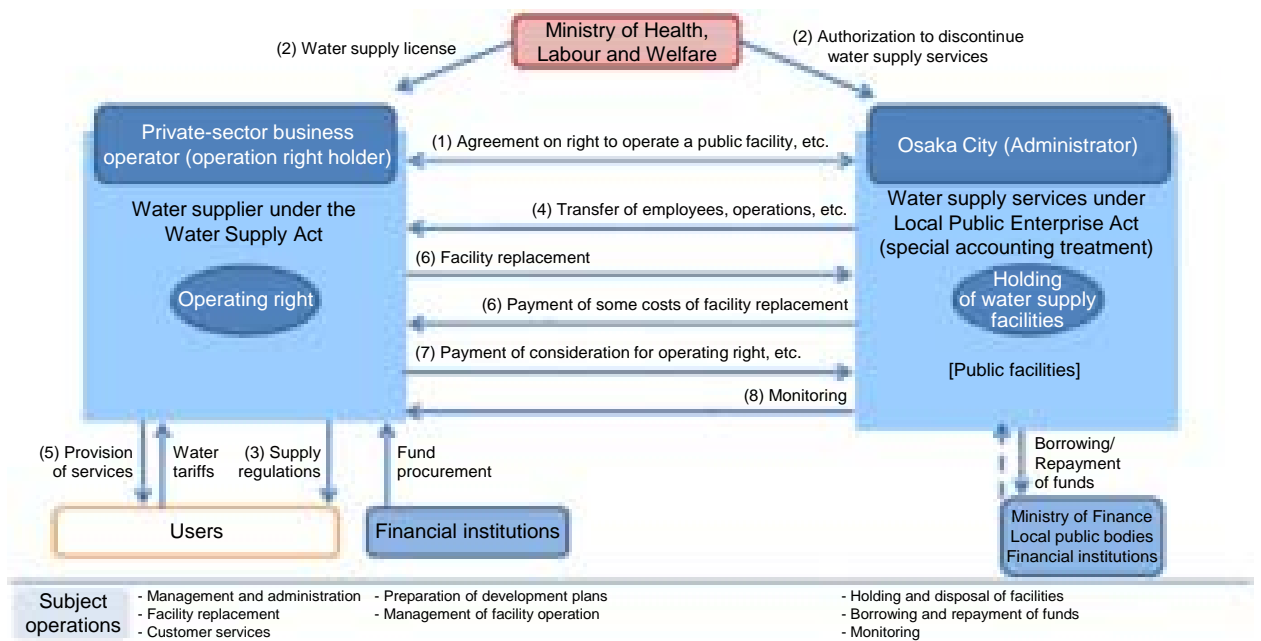 Ministry of Health,
Labour and Welfare
(2) Water supply license
(2) Authorization to discontinue
water supply services
Private-sector business
operator (operation right holder)
(1) Agreement on right to operate a public facility, etc.
Osaka City (Administrator)
Water supplier under the
Water Supply Act
(4) Transfer of employees, operations, etc.
Water supply services under
Local Public Enterprise Act
(special accounting treatment)
(6) Facility replacement
Operating right
(6) Payment of some costs of facility replacement
Holding
of water supply
facilities
(7) Payment of consideration for operating right, etc.
[Public facilities]
(8) Monitoring
(5) Provision
of services
Water
tariffs
(3) Supply
regulations
Fund
procurement
Borrowing/
Repayment
of funds
Users
Financial institutions
Ministry of Finance
Local public bodies
Financial institutions
Subject
operations
- Management and administration
- Facility replacement
- Customer services
- Preparation of development plans
- Management of facility operation
- Holding and disposal of facilities
- Borrowing and repayment of funds
- Monitoring